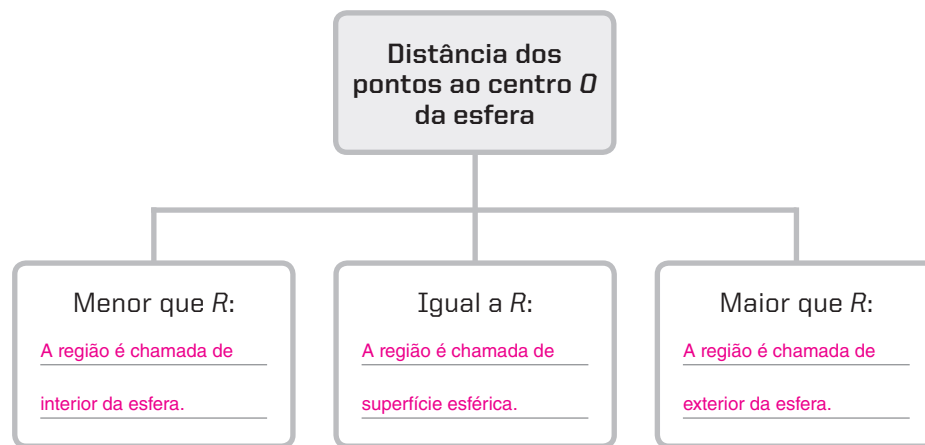 Distância dos
pontos ao centro O
da esfera
Menor que R:
A região é chamada de
interior da esfera.
Igual a R:
A região é chamada de
superfície esférica.
Maior que R:
A região é chamada de
exterior da esfera.